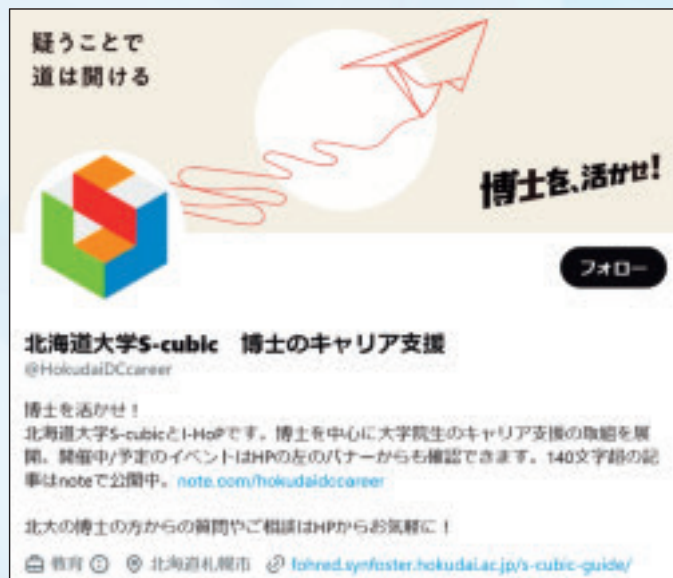 疑うことで
道は開ける
博士を、活かせ!
フォロー
北海道大学S-cubic　博士のキャリア支援
@HokudaiDCcareer
博士を活かせ！
北海道大学S-cubicとI-HoPです。博士を中心に大学院生のキャリア支援の取組を展
開。開催中/予定のイベントはHPの左のバナーからも確認できます。140文字超の記
事はnoteで公開中。note.com/hokudaidccareer
北大の博士の方からの質問やご相談はHPからお気軽に！
教育 北海道札幌市 fohred.synfoster.hokudai.ac.jp/s-cubic-guide/